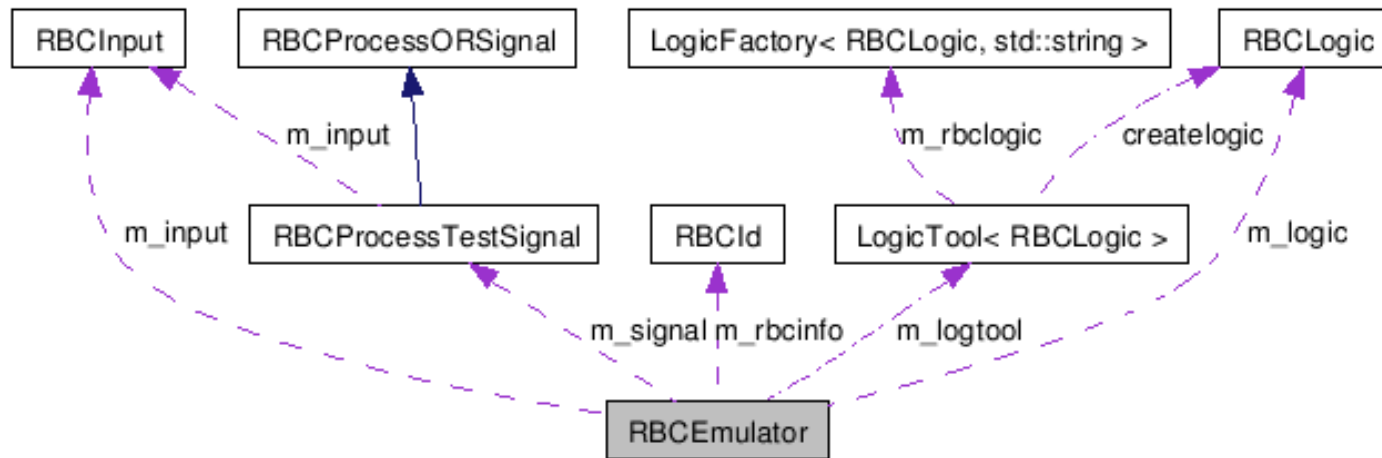 RBCInput
RBCProcessORSignal
LogicFactory< RBCLogic, std::string >
RBCLogic
m_input
m_rbclogic
createlogic
m_input
RBCProcessTestSignal
RBCId
LogicTool< RBCLogic >
m_logic
m_signal
m_rbcinfo
m_logtool
RBCEmulator